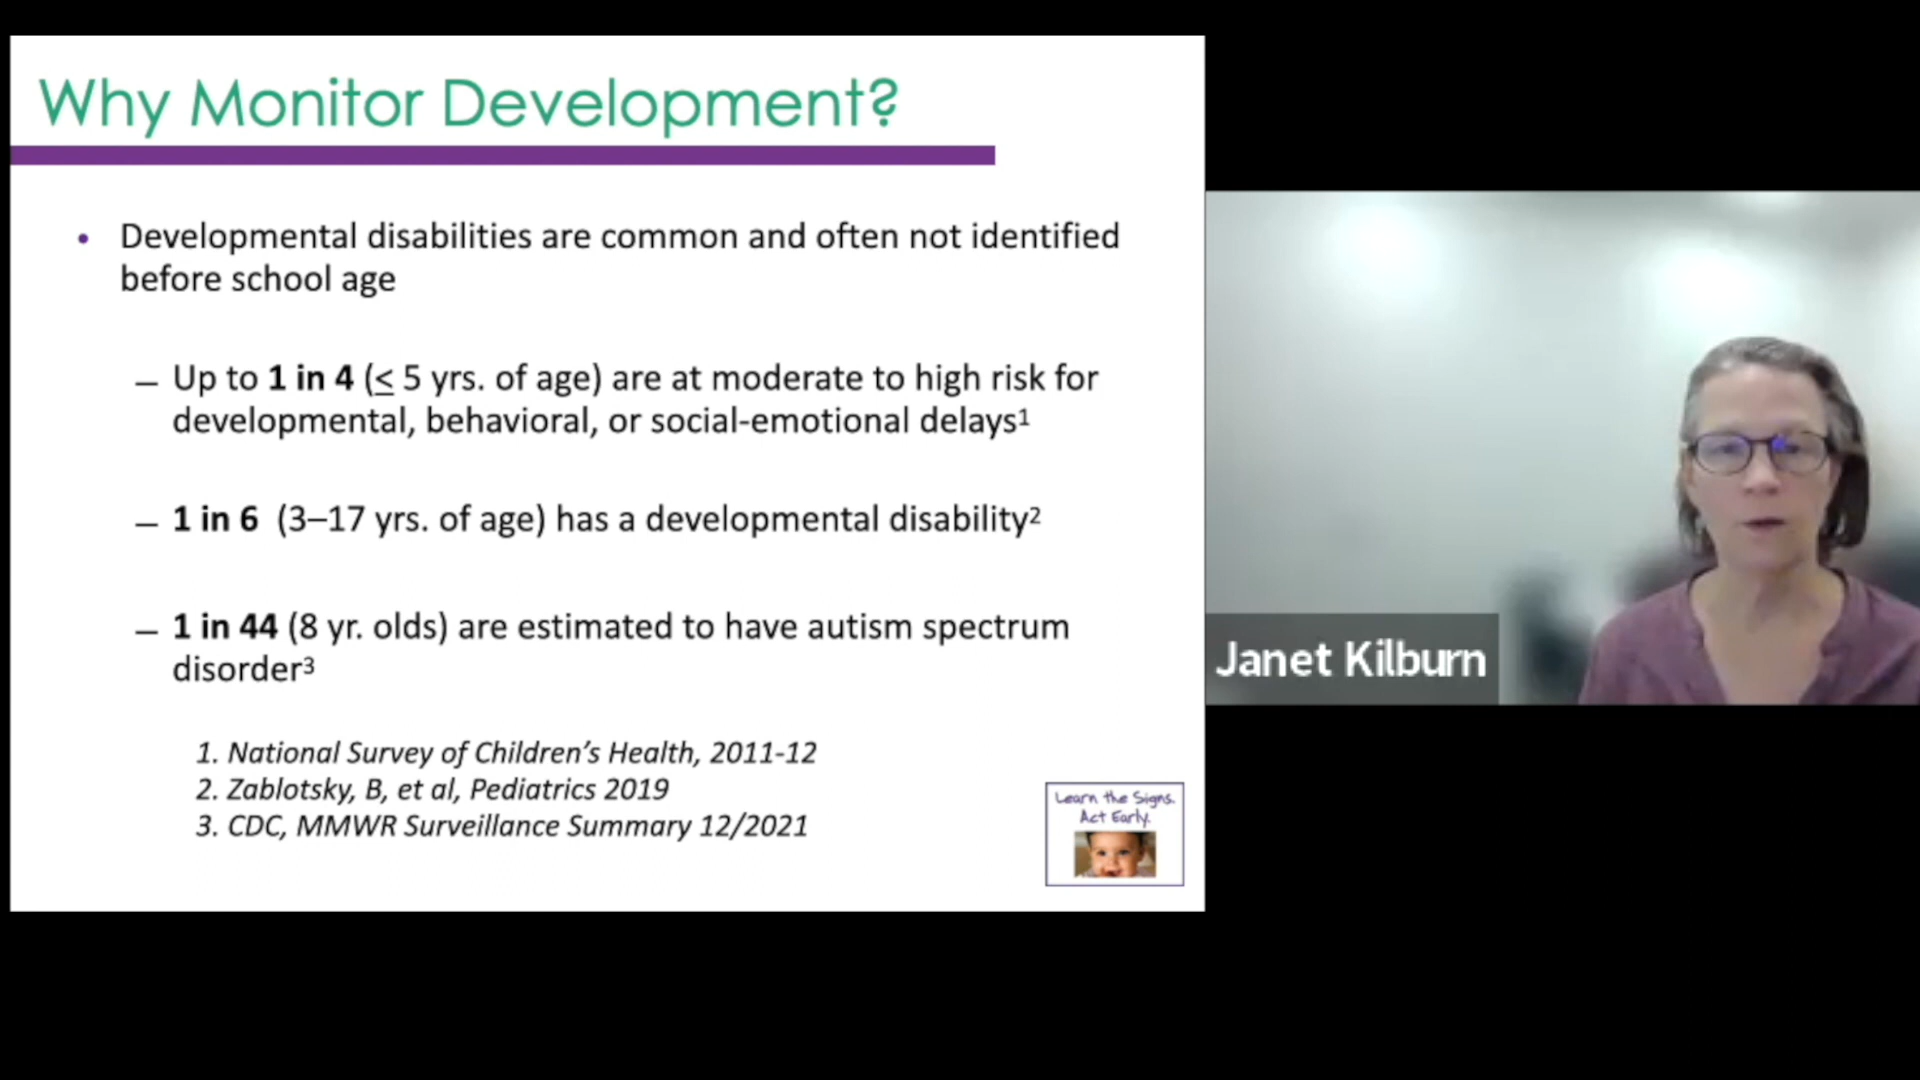 Why Monitor Development?
• Developmental disabilities are common and often not identified
before school age
– Up to 1 in 4 (≤ 5 yrs. of age) are at moderate to high risk for
developmental, behavioral, or social-emotional delays¹
– 1 in 6 (3–17 yrs. of age) has a developmental disability²
– 1 in 44 (8 yr. olds) are estimated to have autism spectrum
disorder³
1. National Survey of Children’s Health, 2011-12
2. Zablotsky, B, et al, Pediatrics 2019
3. CDC, MMWR Surveillance Summary 12/2021
Learn the Signs.
Act Early.
Janet Kilburn